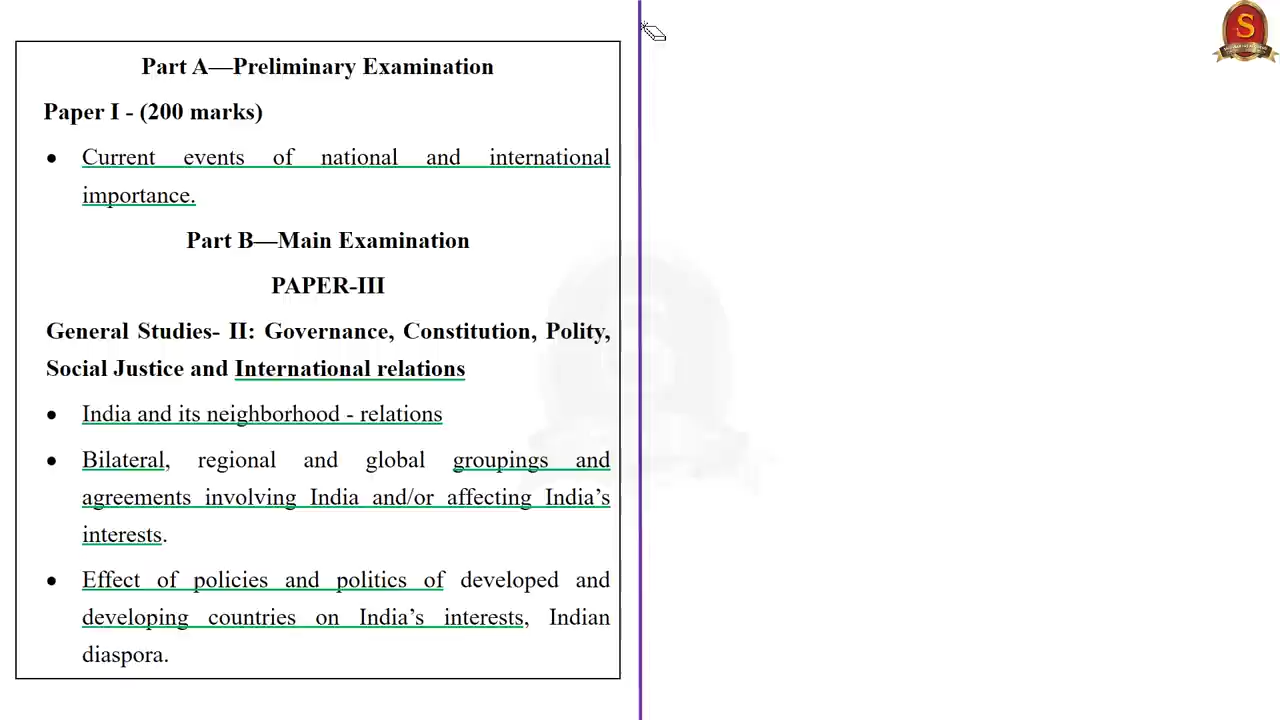 Part A—Preliminary Examination
Paper I - (200 marks)
• Current events of national and international
importance.
Part B—Main Examination
PAPER-III
General Studies- II: Governance, Constitution, Polity,
Social Justice and International relations
• India and its neighborhood - relations
• Bilateral, regional and global groupings and
agreements involving India and/or affecting India’s
interests.
• Effect of policies and politics of developed and
developing countries on India’s interests, Indian
diaspora.
S